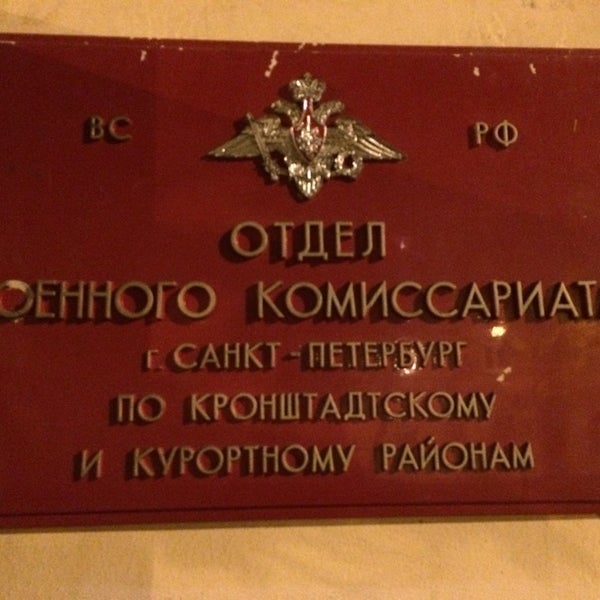 ВС РФ
ОТДЕЛ
ОЕННОГО КОМИССАРИАТ
г. САНКТ-ПЕТЕРБУРГ
ПО КРОНШТАДТСКОМУ
И КУРОРТНОМУ РАЙОНАМ